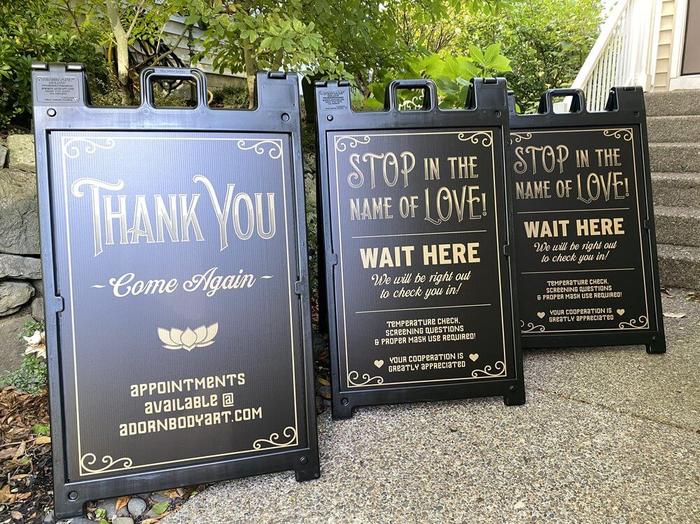 THANK YOU
Come Again
APPOINTMENTS
AVAILABLE @
ADORNBODYART.COM
STOP IN THE
NAME OF LOVE!
WAIT HERE
We will be right out
to check you in!
TEMPERATURE CHECK,
SCREENING QUESTIONS
& PROPER MASK USE REQUIRED!
YOUR COOPERATION IS
GREATLY APPRECIATED
STOP IN THE
NAME OF LOVE!
WAIT HERE
We will be right out
to check you in!
TEMPERATURE CHECK,
SCREENING QUESTIONS
& PROPER MASK USE REQUIRED!
YOUR COOPERATION IS
GREATLY APPRECIATED